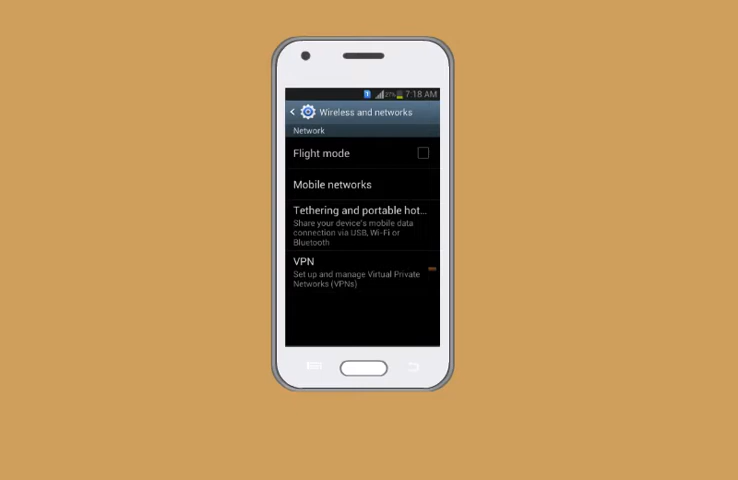 27% 7:18 AM
Wireless and networks
Network
Flight mode
Mobile networks
Tethering and portable hot...
Share your device's mobile data
connection via USB, Wi-Fi or
Bluetooth
VPN
Set up and manage Virtual Private
Networks (VPNs)